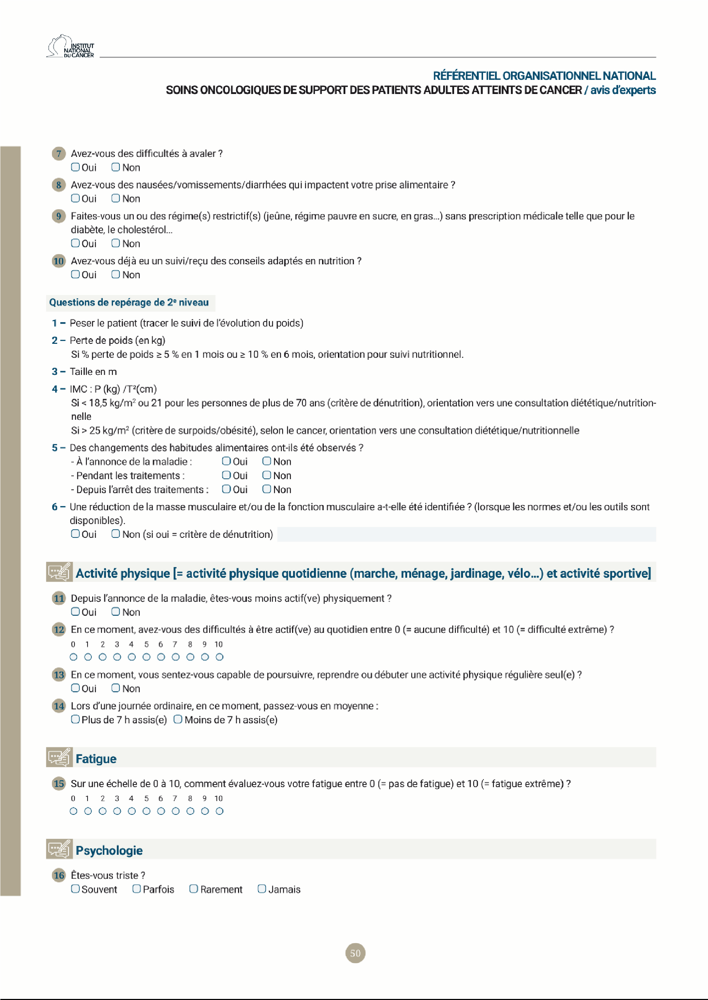 INSTITUT
NATIONAL
DU CANCER
RÉFÉRENTIEL ORGANISATIONNEL NATIONAL
SOINS ONCOLOGIQUES DE SUPPORT DES PATIENTS ADULTES ATTEINTS DE CANCER / avis d'experts
7 Avez-vous des difficultés à avaler ?
Oui Non
8 Avez-vous des nausées/vomissements/diarrhées qui impactent votre prise alimentaire ?
Oui Non
9 Faites-vous un ou des régime(s) restrictif(s) (jeûne, régime pauvre en sucre, en gras…) sans prescription médicale telle que pour le
diabète, le cholestérol…
Oui Non
10 Avez-vous déjà eu un suivi/reçu des conseils adaptés en nutrition ?
Oui Non
Questions de repérage de 2e niveau
1 – Peser le patient (tracer le suivi de l'évolution du poids)
2 – Perte de poids (en kg)
Si % perte de poids ≥ 5 % en 1 mois ou ≥ 10 % en 6 mois, orientation pour suivi nutritionnel.
3 – Taille en m
4 – IMC : P (kg) /T²(cm)
Si < 18,5 kg/m² ou 21 pour les personnes de plus de 70 ans (critère de dénutrition), orientation vers une consultation diététique/nutrition-
nelle
Si > 25 kg/m² (critère de surpoids/obésité), selon le cancer, orientation vers une consultation diététique/nutritionnelle
5 – Des changements des habitudes alimentaires ont-ils été observés ?
- À l'annonce de la maladie : Oui Non
- Pendant les traitements : Oui Non
- Depuis l'arrêt des traitements : Oui Non
6 – Une réduction de la masse musculaire et/ou de la fonction musculaire a-t-elle été identifiée ? (lorsque les normes et/ou les outils sont
disponibles).
Oui Non (si oui = critère de dénutrition)
Activité physique [= activité physique quotidienne (marche, ménage, jardinage, vélo…) et activité sportive]
11 Depuis l'annonce de la maladie, êtes-vous moins actif(ve) physiquement ?
Oui Non
12 En ce moment, avez-vous des difficultés à être actif(ve) au quotidien entre 0 (= aucune difficulté) et 10 (= difficulté extrême) ?
0 1 2 3 4 5 6 7 8 9 10
13 En ce moment, vous sentez-vous capable de poursuivre, reprendre ou débuter une activité physique régulière seul(e) ?
Oui Non
14 Lors d'une journée ordinaire, en ce moment, passez-vous en moyenne :
Plus de 7 h assis(e) Moins de 7 h assis(e)
Fatigue
15 Sur une échelle de 0 à 10, comment évaluez-vous votre fatigue entre 0 (= pas de fatigue) et 10 (= fatigue extrême) ?
0 1 2 3 4 5 6 7 8 9 10
Psychologie
16 Êtes-vous triste ?
Souvent Parfois Rarement Jamais
50